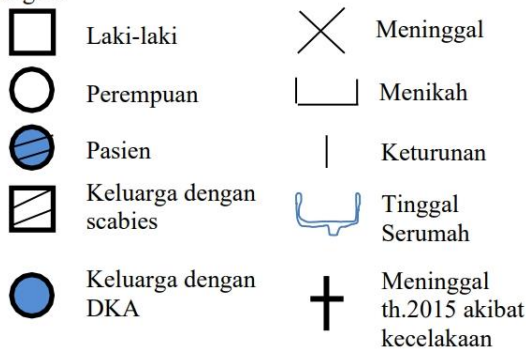 Laki-laki
Perempuan
Pasien
Keluarga dengan
scabies
Keluarga dengan
DKA
Meninggal
Menikah
Keturunan
Tinggal
Serumah
Meninggal
th.2015 akibat
kecelakaan